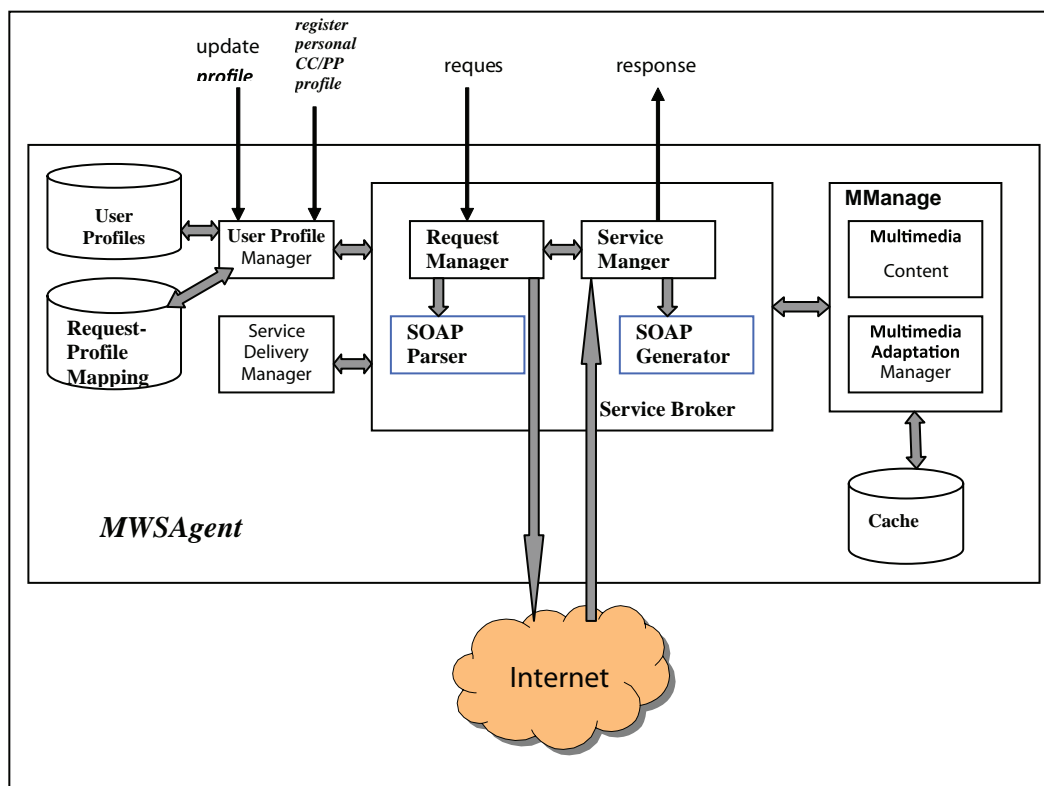 update
profile
register
personal
CC/PP
profile
reques
response
User
Profiles
User Profile
Manager
Request-
Profile
Mapping
Service
Delivery
Manager
Request
Manager
Service
Manger
SOAP
Parser
SOAP
Generator
Service Broker
MManage
Multimedia
Content
Multimedia
Adaptation
Manager
Cache
MWSAgent
Internet